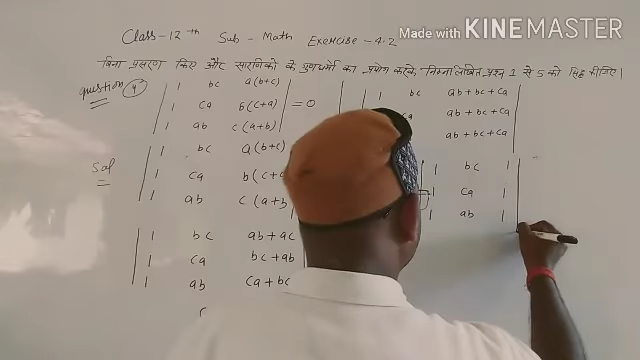 Made with KINEMASTER
Class-12th Sub - Math Exercise - 4.2
बिना प्रसरण किए और सारणिकों के गुणधर्मों का प्रयोग करके निम्नलिखित प्रश्न 1 से 5 को सिद्ध कीजिए।
Question 4
1 bc a(b+c)
1 ca b(c+a) = 0
1 ab c(a+b)
Sol
1 bc a(b+c)
1 ca b(c+
1 ab c(a+b
1 bc ab+ac
1 ca bc+ab
1 ab ca+bc
1 bc ab+bc+ca
ca ab+bc+ca
ab+bc+ca
1 bc 1
1 ca 1
1 ab 1